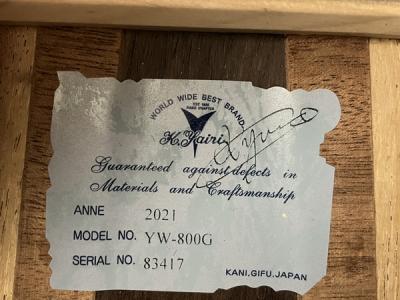 WORLD WIDE BEST BRAND
K.Yairi
Guaranteed against defects in
Materials and Craftsmanship
ANNE 2021
MODEL NO. YW-800G
SERIAL NO. 83417
KANI.GIFU.JAPAN